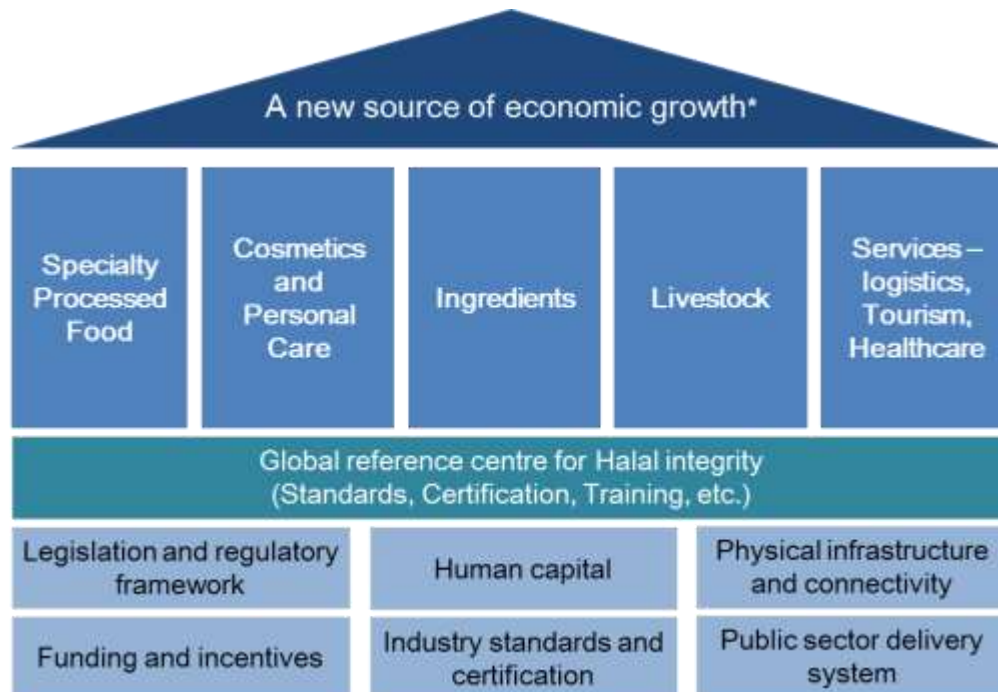 A new source of economic growth*
Specialty
Processed
Food
Cosmetics
and
Personal
Care
Ingredients
Livestock
Services –
logistics,
Tourism,
Healthcare
Global reference centre for Halal integrity
(Standards, Certification, Training, etc.)
Legislation and regulatory
framework
Human capital
Physical infrastructure
and connectivity
Funding and incentives
Industry standards and
certification
Public sector delivery
system